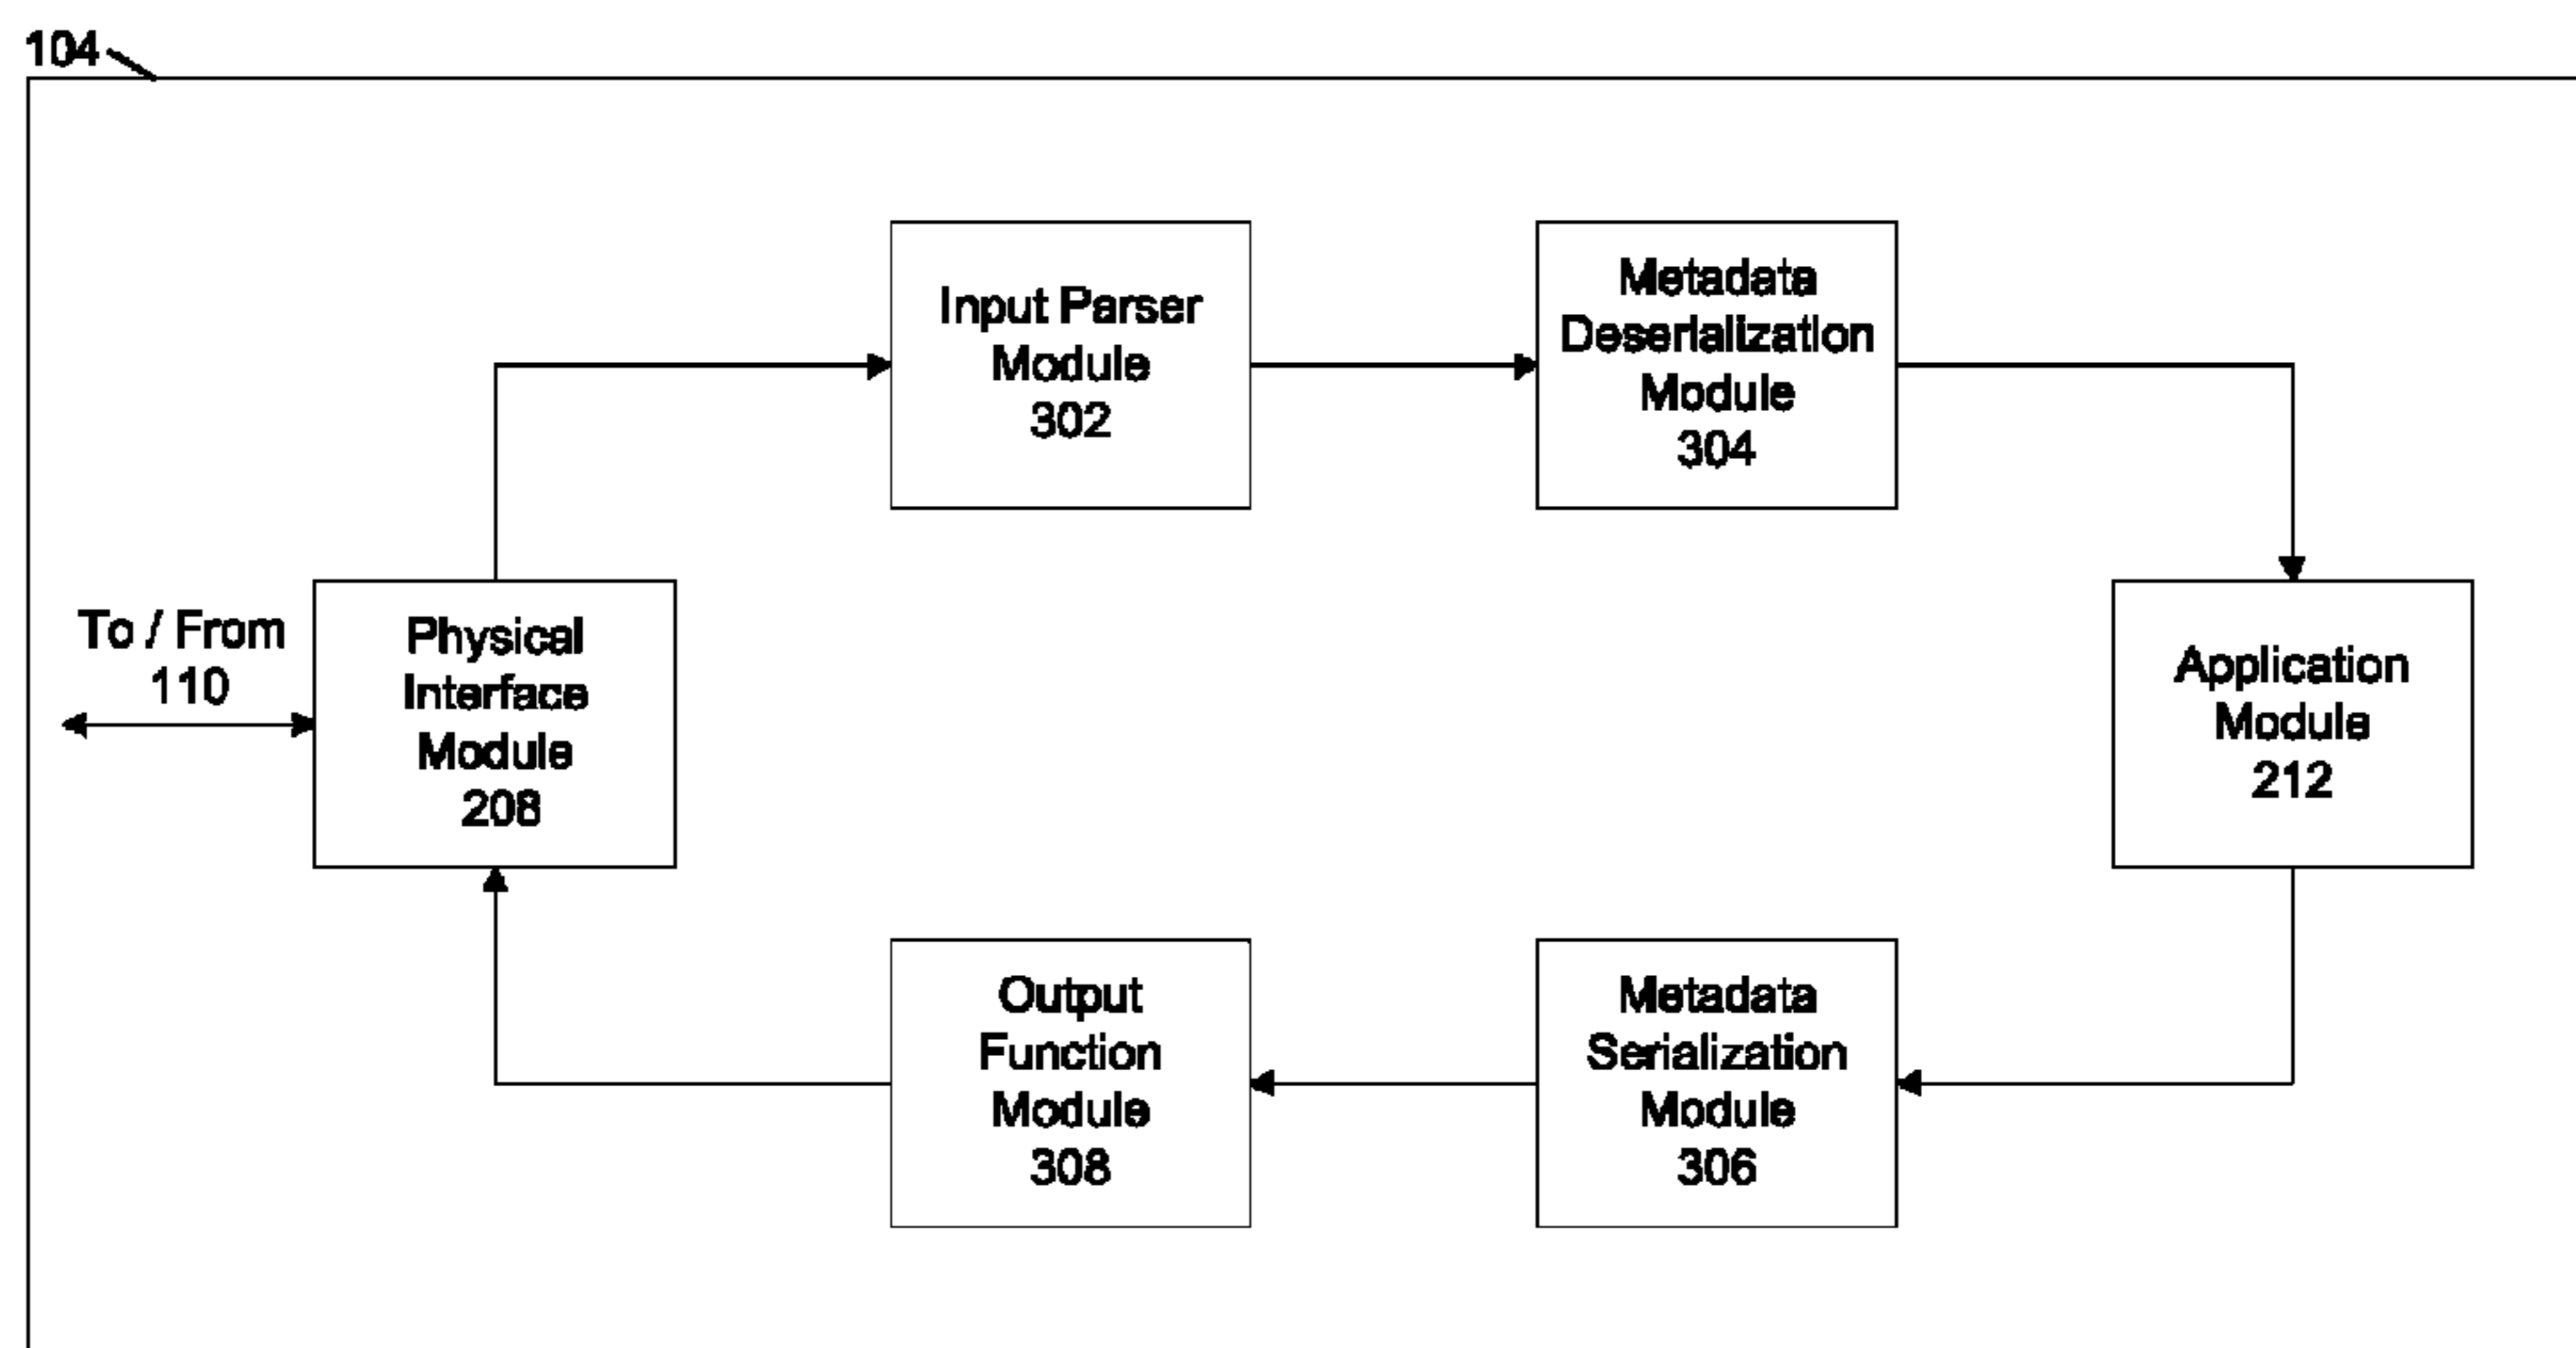 104
Input Parser
Module
302
Metadata
Deserialization
Module
304
To / From
110
Physical
Interface
Module
208
Application
Module
212
Output
Function
Module
308
Metadata
Serialization
Module
306